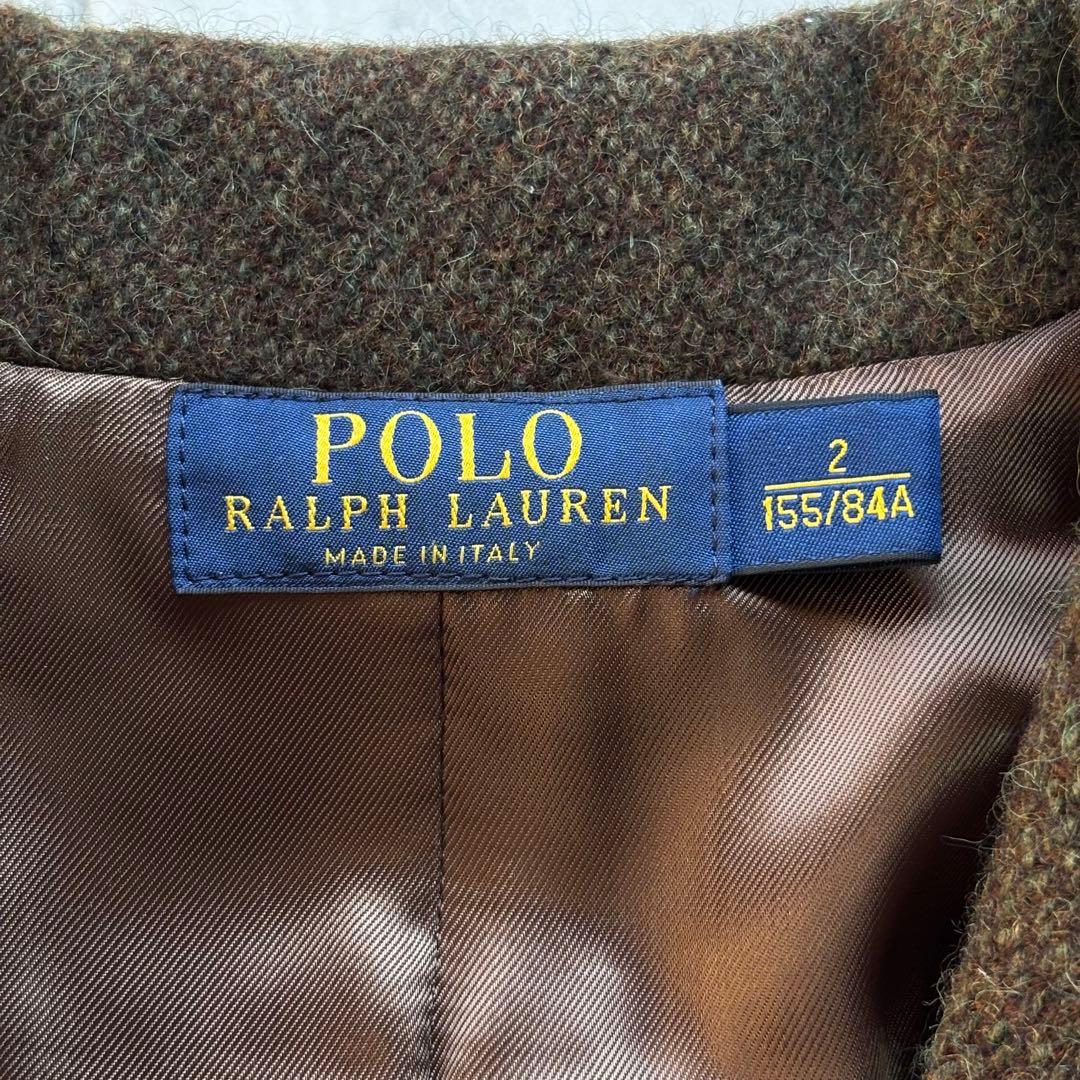 POLO
RALPH LAUREN
MADE IN ITALY
2
155/84A